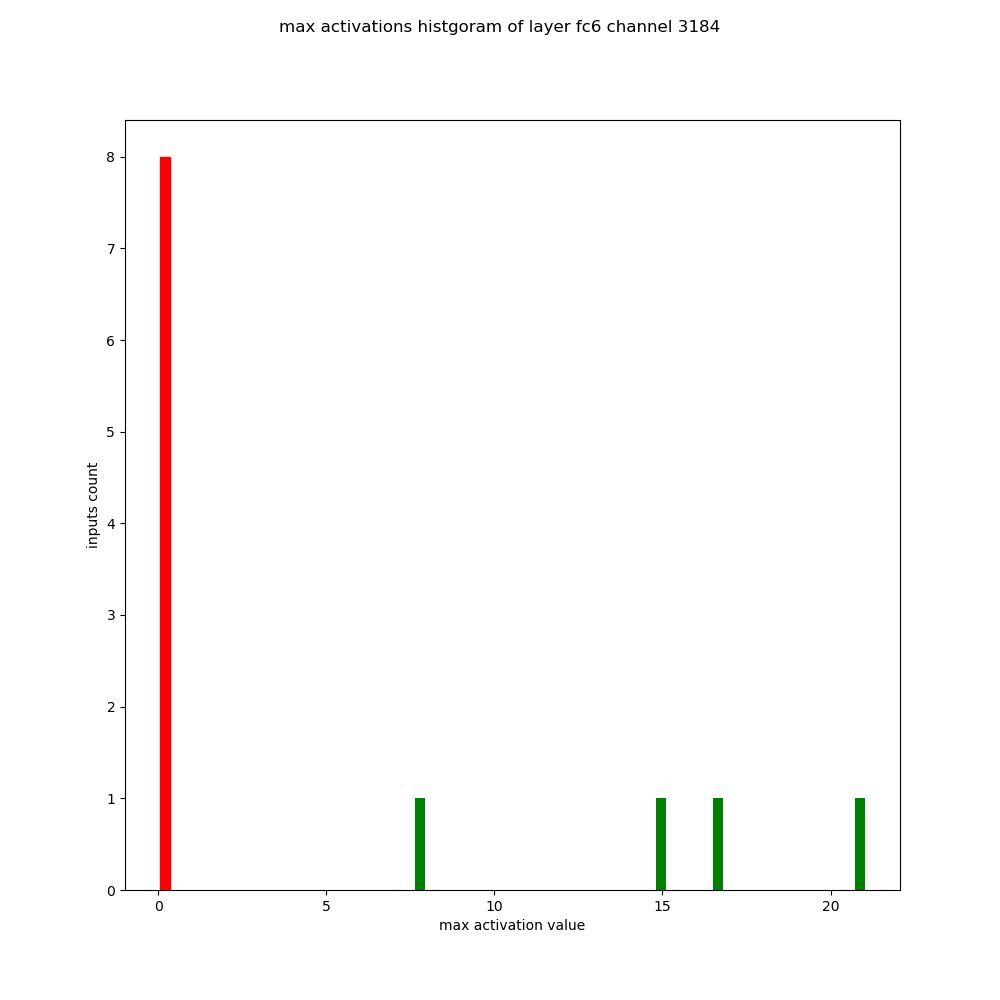 max activations histgoram of layer fc6 channel 3184
8
7
6
5
4
3
2
1
0
inputs count
0 5 10 15 20
max activation value